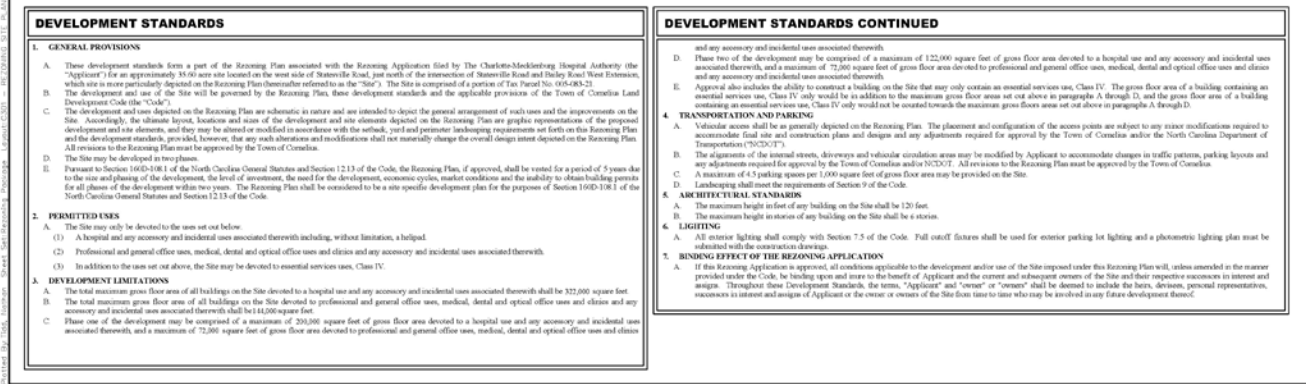 DEVELOPMENT STANDARDS
1. GENERAL PROVISIONS
A. These development standards form a part of the Rezoning Plan associated with the Rezoning Application filed by The Charlotte-Mecklenburg Hospital Authority (the
"Applicant") for an approximately 35.60 acre site located on the west side of Statesville Road, just north of the intersection of Statesville Road and Bailey Road West Extension,
which site is more particularly depicted on the Rezoning Plan (hereinafter referred to as the "Site"). The Site is comprised of a portion of Tax Parcel No. 005-083-21
B. The development and use of the Site will be governed by the Rezoning Plan, these development standards and the applicable provisions of the Town of Cornelius Land
Development Code (the "Code").
C. The development and uses depicted on the Rezoning Plan are schematic in nature and are intended to depict the general arrangement of such uses and the improvements on the
Site. Accordingly, the ultimate layout, locations and sizes of the development and site elements depicted on the Rezoning Plan are graphic representations of the proposed
development and site elements, and they may be altered or modified in accordance with the setback, yard and perimeter landscaping requirements set forth on this Rezoning Plan
and the development standards, provided, however, that any such alterations and modifications shall not materially change the overall design intent depicted on the Rezoning Plan.
All revisions to the Rezoning Plan must be approved by the Town of Cornelius.
D. The Site may be developed in two phases.
E. Pursuant to Section 160D-108.1 of the North Carolina General Statutes and Section 12.13 of the Code, the Rezoning Plan, if approved, shall be vested for a period of 5 years due
to the size and phasing of the development, the level of investment, the need for the development, economic cycles, market conditions and the inability to obtain building permits
for all phases of the development within two years. The Rezoning Plan shall be considered to be a site specific development plan for the purposes of Section 160D-108.1 of the
North Carolina General Statutes and Section 12.13 of the Code.
2. PERMITTED USES
A. The Site may only be devoted to the uses set out below.
(1) A hospital and any accessory and incidental uses associated therewith including, without limitation, a helipad.
(2) Professional and general office uses, medical, dental and optical office uses and clinics and any accessory and incidental uses associated therewith.
(3) In addition to the uses set out above, the Site may be devoted to essential services uses, Class IV.
3. DEVELOPMENT LIMITATIONS
A. The total maximum gross floor area of all buildings on the Site devoted to a hospital use and any accessory and incidental uses associated therewith shall be 322,000 square feet.
B. The total maximum gross floor area of all buildings on the Site devoted to professional and general office uses, medical, dental and optical office uses and clinics and any
accessory and incidental uses associated therewith shall be 144,000 square feet.
C. Phase one of the development may be comprised of a maximum of 200,000 square feet of gross floor area devoted to a hospital use and any accessory and incidental uses
associated therewith, and a maximum of 72,000 square feet of gross floor area devoted to professional and general office uses, medical, dental and optical office uses and clinics
DEVELOPMENT STANDARDS CONTINUED
and any accessory and incidental uses associated therewith.
D. Phase two of the development may be comprised of a maximum of 122,000 square feet of gross floor area devoted to a hospital use and any accessory and incidental uses
associated therewith, and a maximum of 72,000 square feet of gross floor area devoted to professional and general office uses, medical, dental and optical office uses and clinics
and any accessory and incidental uses associated therewith.
E. Approval also includes the ability to construct a building on the Site that may only contain an essential services use, Class IV. The gross floor area of a building containing an
essential services use, Class IV only would be in addition to the maximum gross floor areas set out above in paragraphs A through D, and the gross floor area of a building
containing an essential services use, Class IV only would not be counted towards the maximum gross floors areas set out above in paragraphs A through D.
4. TRANSPORTATION AND PARKING
A. Vehicular access shall be as generally depicted on the Rezoning Plan. The placement and configuration of the access points are subject to any minor modifications required to
accommodate final site and construction plans and designs and any adjustments required for approval by the Town of Cornelius and/or the North Carolina Department of
Transportation ("NCDOT").
B. The alignments of the internal streets, driveways and vehicular circulation areas may be modified by Applicant to accommodate changes in traffic patterns, parking layouts and
any adjustments required for approval by the Town of Cornelius and/or NCDOT. All revisions to the Rezoning Plan must be approved by the Town of Cornelius.
C. A maximum of 4.5 parking spaces per 1,000 square feet of gross floor area may be provided on the Site.
D. Landscaping shall meet the requirements of Section 9 of the Code.
5. ARCHITECTURAL STANDARDS
A. The maximum height in feet of any building on the Site shall be 120 feet.
B. The maximum height in stories of any building on the Site shall be 6 stories.
6. LIGHTING
A. All exterior lighting shall comply with Section 7.5 of the Code. Full cutoff fixtures shall be used for exterior parking lot lighting and a photometric lighting plan must be
submitted with the construction drawings.
7. BINDING EFFECT OF THE REZONING APPLICATION
A. If this Rezoning Application is approved, all conditions applicable to the development and/or use of the Site imposed under this Rezoning Plan will, unless amended in the manner
provided under the Code, be binding upon and inure to the benefit of Applicant and the current and subsequent owners of the Site and their respective successors in interest and
assigns. Throughout these Development Standards, the terms, "Applicant" and "owner" or "owners" shall be deemed to include the heirs, devisees, personal representatives,
successors in interest and assigns of Applicant or the owner or owners of the Site from time to time who may be involved in any future development thereof.